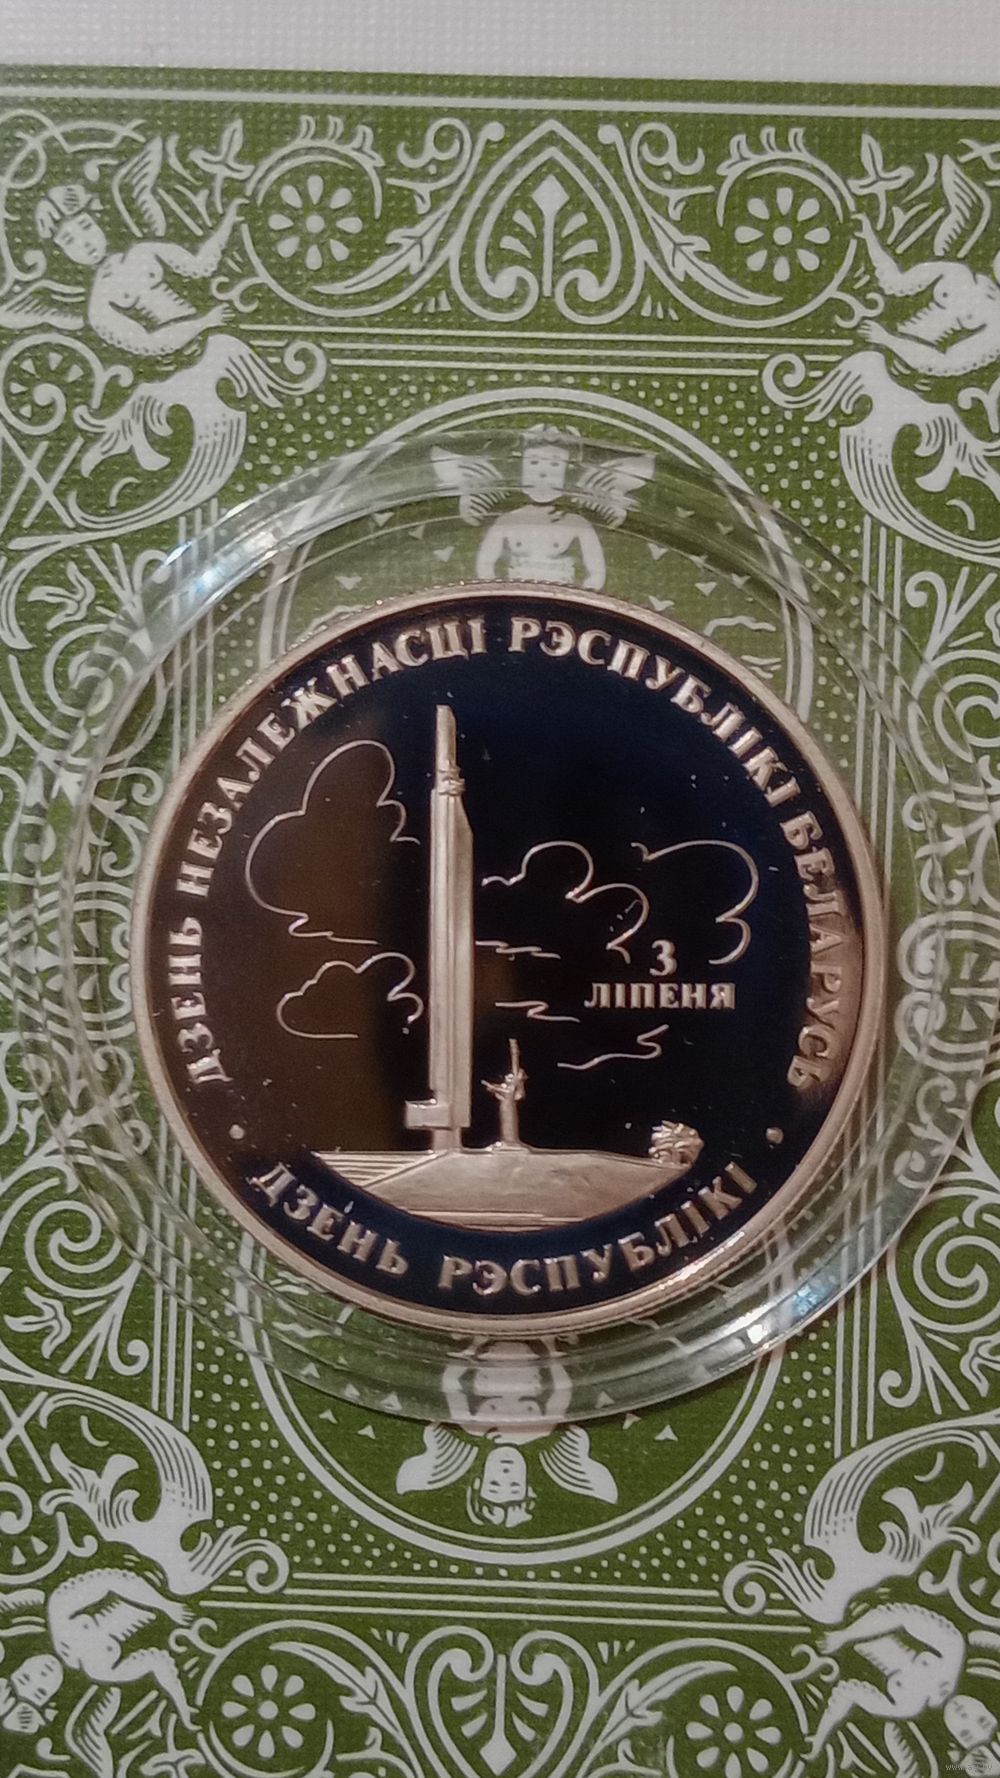 ДЗЕНЬ НЕЗАЛЕЖНАСЦІ РЭСПУБЛІКІ БЕЛАРУСЬ
3
ЛІПЕНЯ
ДЗЕНЬ РЭСПУБЛІКІ